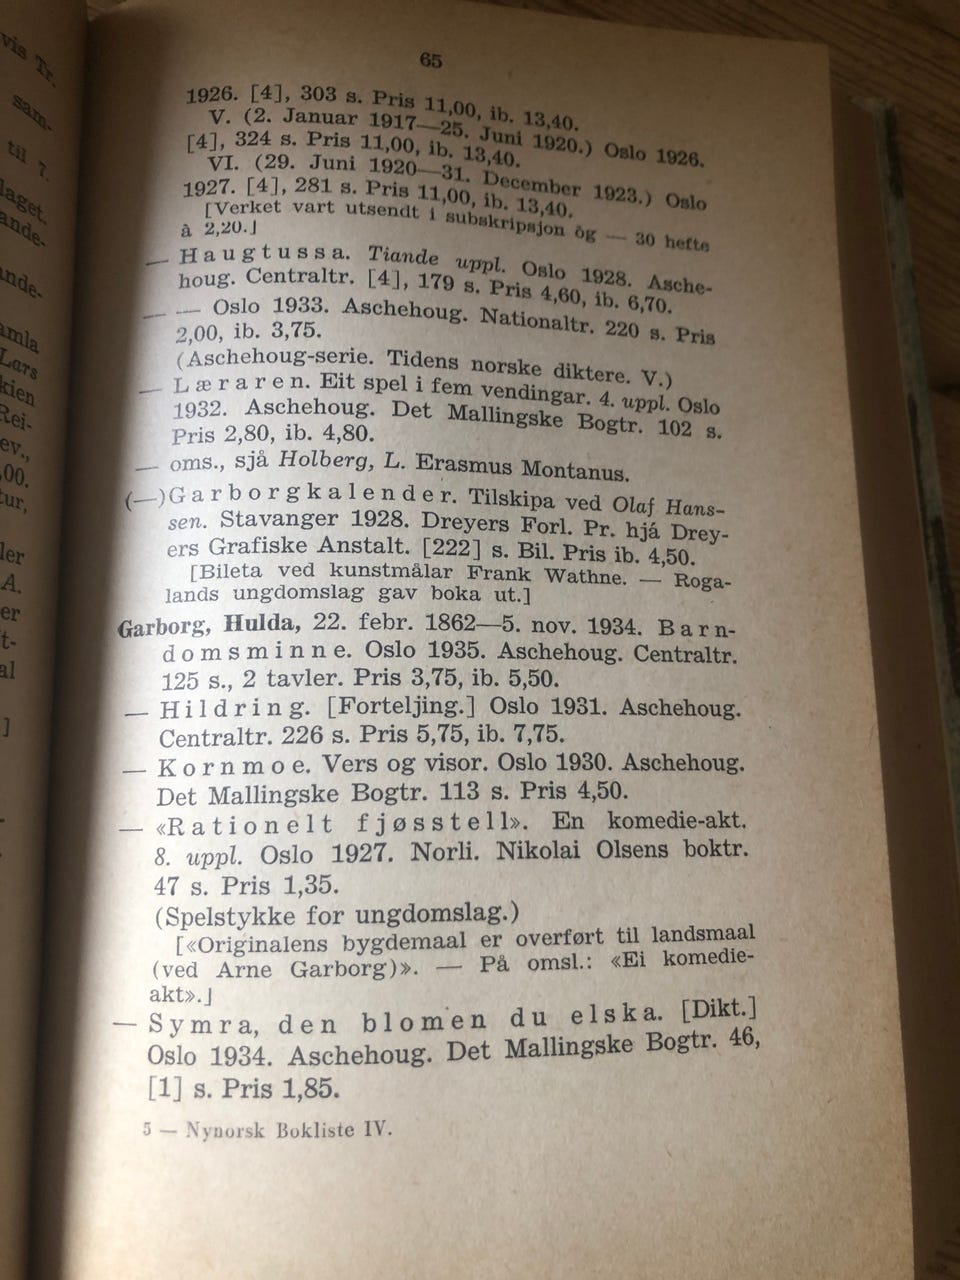 65
1926. [4], 303 s. Pris 11,00, ib. 13,40.
V. (2. Januar 1917—25. Juni 1920.) Oslo 1926.
[4], 324 s. Pris 11,00, ib. 13,40.
VI. (29. Juni 1920—31. December 1923.) Oslo
1927. [4], 281 s. Pris 11,00, ib. 13,40.
[Verket vart utsendt i subskripsjon òg — 30 hefte
à 2,20.]
— Haugtussa. Tiande uppl. Oslo 1928. Asche-
houg. Centraltr. [4], 179 s. Pris 4,60, ib. 6,70.
— — Oslo 1933. Aschehoug. Nationaltr. 220 s. Pris
2,00, ib. 3,75.
(Aschehoug-serie. Tidens norske diktere. V.)
— Læraren. Eit spel i fem vendingar. 4. uppl. Oslo
1932. Aschehoug. Det Mallingske Bogtr. 102 s.
Pris 2,80, ib. 4,80.
— oms., sjå Holberg, L. Erasmus Montanus.
(—) Garborgkalender. Tilskipa ved Olaf Hans-
sen. Stavanger 1928. Dreyers Forl. Pr. hjá Drey-
ers Grafiske Anstalt. [222] s. Bil. Pris ib. 4,50.
[Bileta ved kunstmålar Frank Wathne. — Roga-
lands ungdomslag gav boka ut.]
Garborg, Hulda, 22. febr. 1862—5. nov. 1934. Barn-
domsminne. Oslo 1935. Aschehoug. Centraltr.
125 s., 2 tavler. Pris 3,75, ib. 5,50.
— Hildring. [Forteljing.] Oslo 1931. Aschehoug.
Centraltr. 226 s. Pris 5,75, ib. 7,75.
— Kornmoe. Vers og visor. Oslo 1930. Aschehoug.
Det Mallingske Bogtr. 113 s. Pris 4,50.
— «Rationelt fjøsstell». En komedie-akt.
8. uppl. Oslo 1927. Norli. Nikolai Olsens boktr.
47 s. Pris 1,35.
(Spelstykke for ungdomslag.)
[«Originalens bygdemaal er overført til landsmaal
(ved Arne Garborg)». — På omsl.: «Ei komedie-
akt».]
— Symra, den blomen du elska. [Dikt.]
Oslo 1934. Aschehoug. Det Mallingske Bogtr. 46,
[1] s. Pris 1,85.
5 — Nynorsk Bokliste IV.